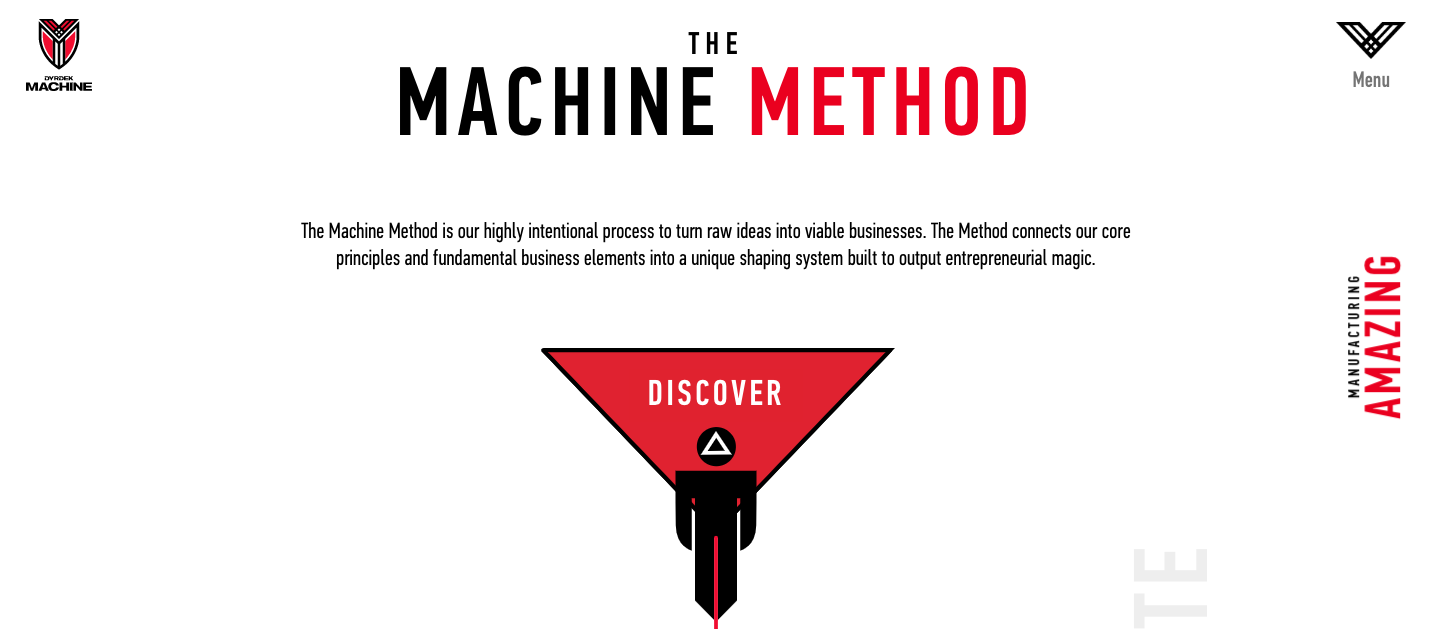 DYRDEK
MACHINE
THE
MACHINE METHOD
Menu
The Machine Method is our highly intentional process to turn raw ideas into viable businesses. The Method connects our core
principles and fundamental business elements into a unique shaping system built to output entrepreneurial magic.
MANUFACTURING
AMAZING
DISCOVER
TE